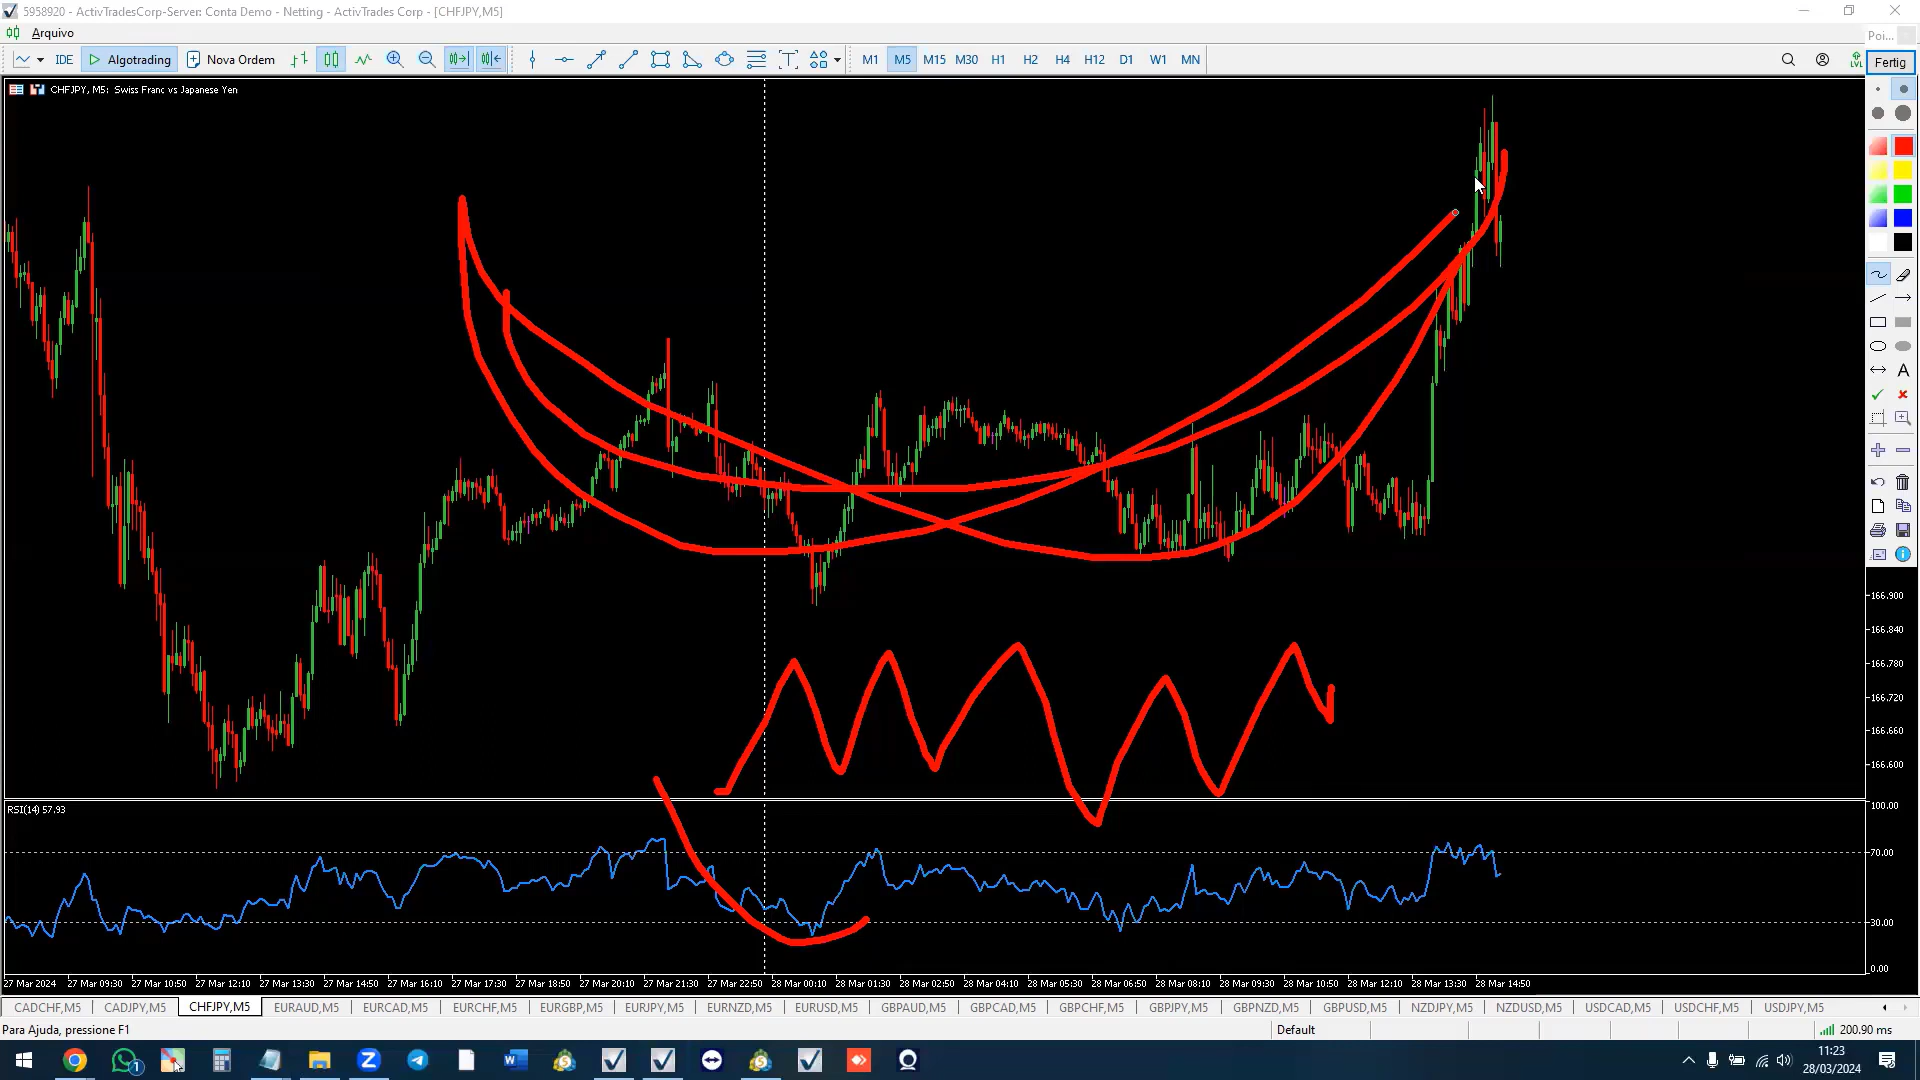 5958920 - ActivTradesCorp-Server: Conta Demo - Netting - ActivTrades Corp - [CHFJPY,M5]
Arquivo
Poi...
IDE Algotrading Nova Ordem M1 M5 M15 M30 H1 H2 H4 H12 D1 W1 MN LVL
Fertig
CHFJPY, M5: Swiss Franc vs Japanese Yen
A
166.900
166.840
166.780
166.720
166.660
166.600
RSI(14) 57.93
100.00
70.00
30.00
0.00
27 Mar 2024 27 Mar 09:30 27 Mar 10:50 27 Mar 12:10 27 Mar 13:30 27 Mar 14:50 27 Mar 16:10 27 Mar 17:30 27 Mar 18:50 27 Mar 20:10 27 Mar 21:30 27 Mar 22:50 28 Mar 00:10 28 Mar 01:30 28 Mar 02:50 28 Mar 04:10 28 Mar 05:30 28 Mar 06:50 28 Mar 08:10 28 Mar 09:30 28 Mar 10:50 28 Mar 12:10 28 Mar 13:30 28 Mar 14:50
CADCHF,M5 CADJPY,M5 CHFJPY,M5 EURAUD,M5 EURCAD,M5 EURCHF,M5 EURGBP,M5 EURJPY,M5 EURNZD,M5 EURUSD,M5 GBPAUD,M5 GBPCAD,M5 GBPCHF,M5 GBPJPY,M5 GBPNZD,M5 GBPUSD,M5 NZDJPY,M5 NZDUSD,M5 USDCAD,M5 USDCHF,M5 USDJPY,M5
Para Ajuda, pressione F1 Default 200.90 ms
11:23
28/03/2024